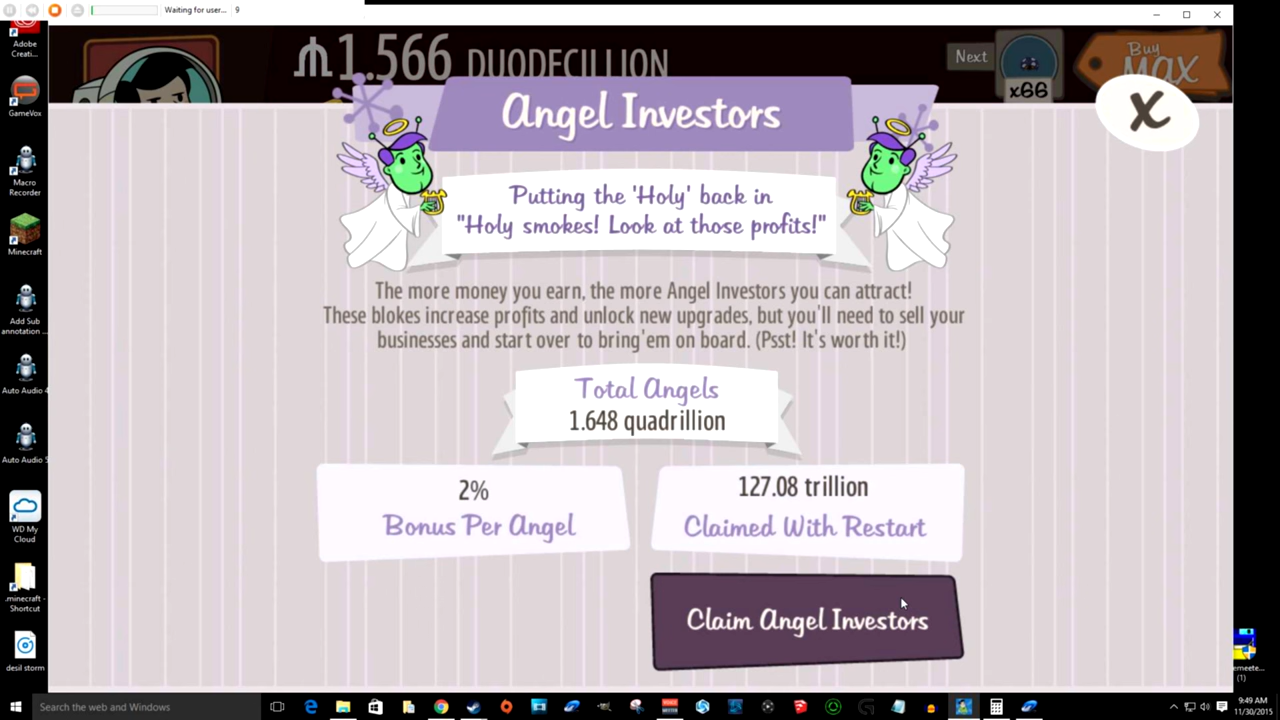 Waiting for user... 9
1.566 DUODECILLION
Next
x66
Buy
Max
x
Angel Investors
Putting the 'Holy' back in
"Holy smokes! Look at those profits!"
The more money you earn, the more Angel Investors you can attract!
These blokes increase profits and unlock new upgrades, but you'll need to sell your
businesses and start over to bring'em on board. (Psst! It's worth it!)
Total Angels
1.648 quadrillion
2%
Bonus Per Angel
127.08 trillion
Claimed With Restart
Claim Angel Investors
Adobe
Creati...
GameVox
Macro
Recorder
Minecraft
Add Sub
annotation ...
Auto Audio 4
Auto Audio 5
WD My
Cloud
.minecraft -
Shortcut
desil storm
(1)
Search the web and Windows
9:49 AM
11/30/2015